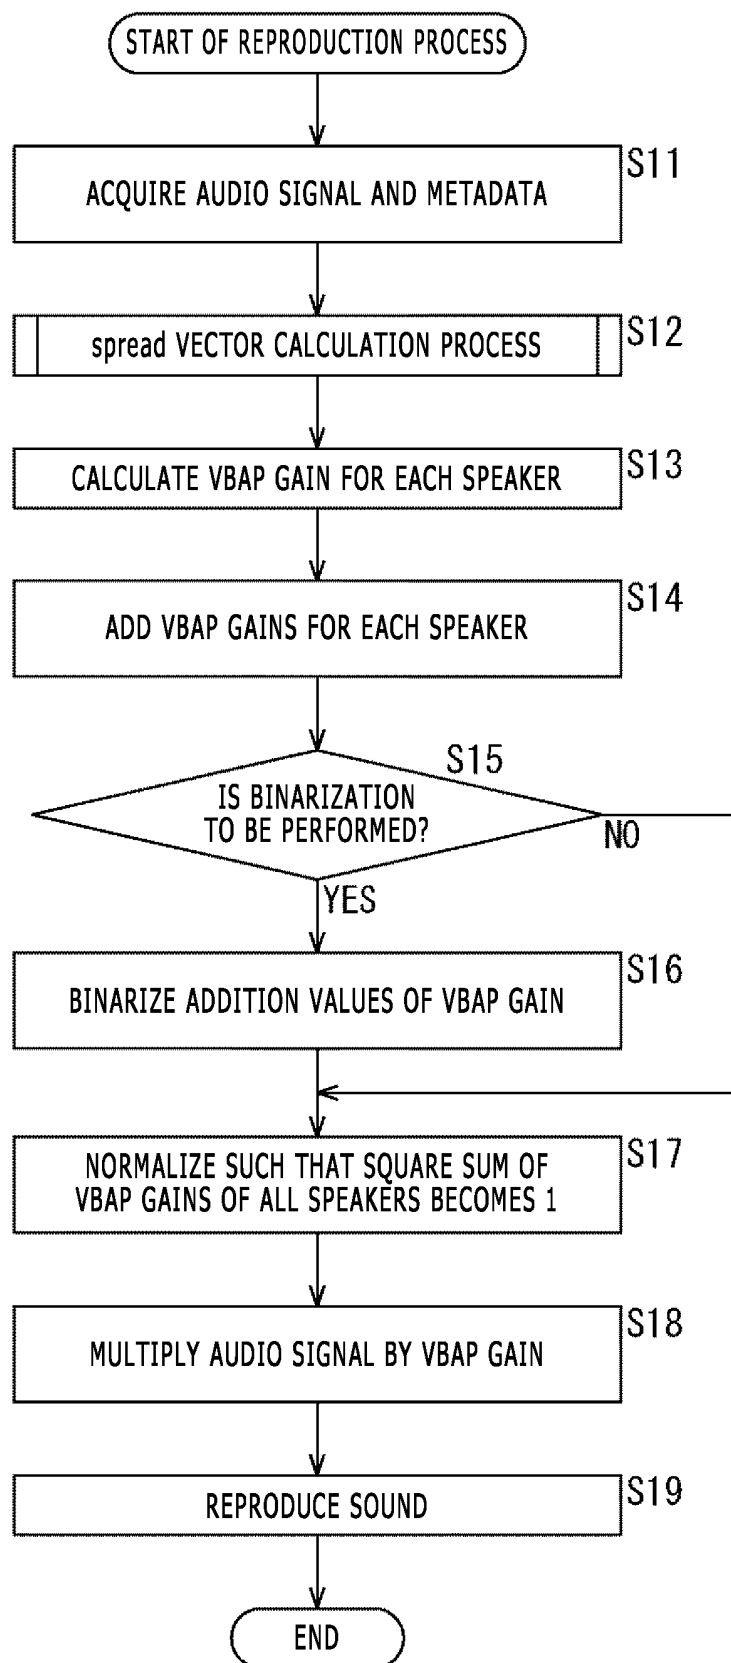 START OF REPRODUCTION PROCESS
S11
ACQUIRE AUDIO SIGNAL AND METADATA
S12
spread VECTOR CALCULATION PROCESS
S13
CALCULATE VBAP GAIN FOR EACH SPEAKER
S14
ADD VBAP GAINS FOR EACH SPEAKER
S15
IS BINARIZATION
TO BE PERFORMED?
NO
YES
S16
BINARIZE ADDITION VALUES OF VBAP GAIN
S17
NORMALIZE SUCH THAT SQUARE SUM OF
VBAP GAINS OF ALL SPEAKERS BECOMES 1
S18
MULTIPLY AUDIO SIGNAL BY VBAP GAIN
S19
REPRODUCE SOUND
END